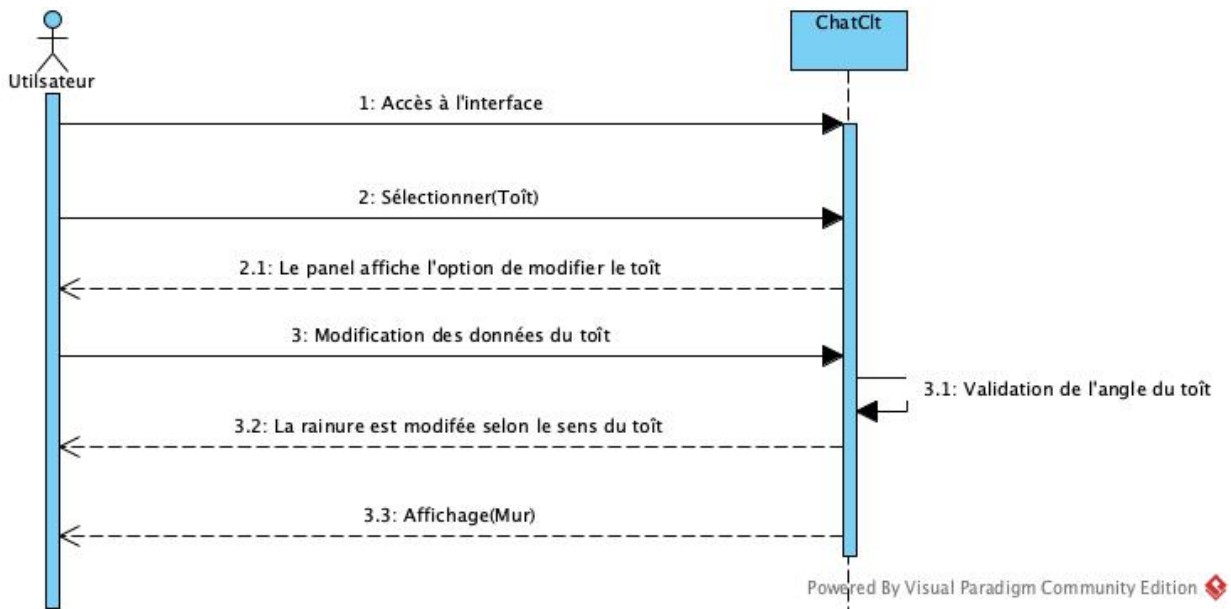 ChatClt
Utilsateur
1: Accès à l'interface
2: Sélectionner(Toît)
2.1: Le panel affiche l'option de modifier le toît
3: Modification des données du toît
3.1: Validation de l'angle du toît
3.2: La rainure est modifée selon le sens du toît
3.3: Affichage(Mur)
Powered By Visual Paradigm Community Edition